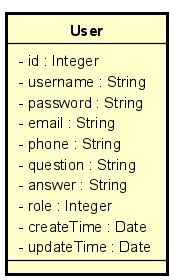 User
- id : Integer
- username : String
- password : String
- email : String
- phone : String
- question : String
- answer : String
- role : Integer
- createTime : Date
- updateTime : Date